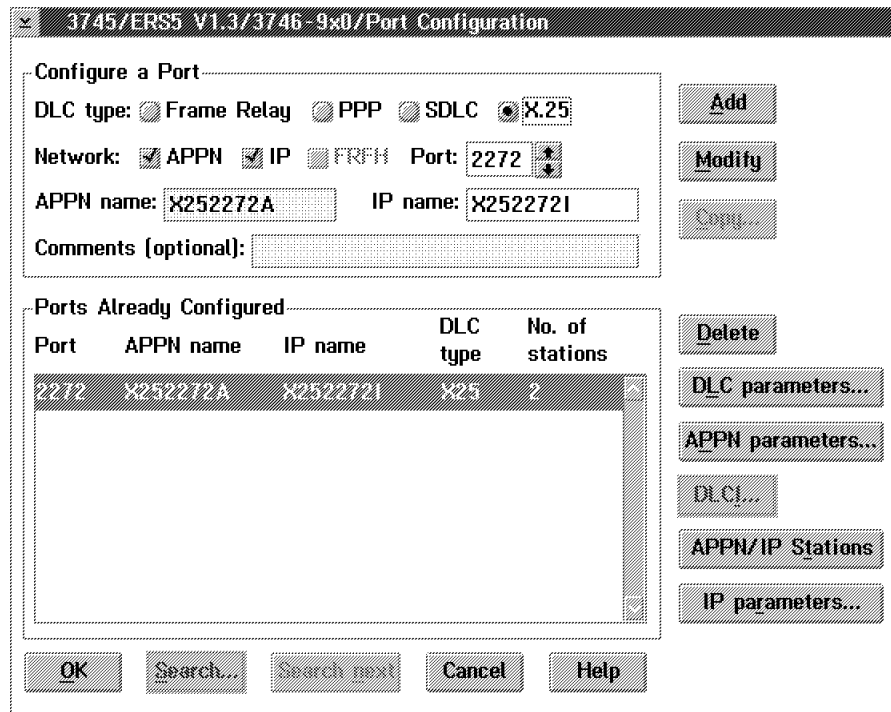 3745/ERS5 V1.3/3746-9x0/Port Configuration
Configure a Port
DLC type: Frame Relay PPP SDLC X.25
Network: APPN IP FRFH Port: 2272
APPN name: X252272A IP name: X252272I
Comments (optional):
Add
Modify
Copy...
Ports Already Configured
Port APPN name IP name DLC type No. of stations
2272 X252272A X252272I X25 2
Delete
DLC parameters...
APPN parameters...
DLCI...
APPN/IP Stations
IP parameters...
OK Search... Search next Cancel Help